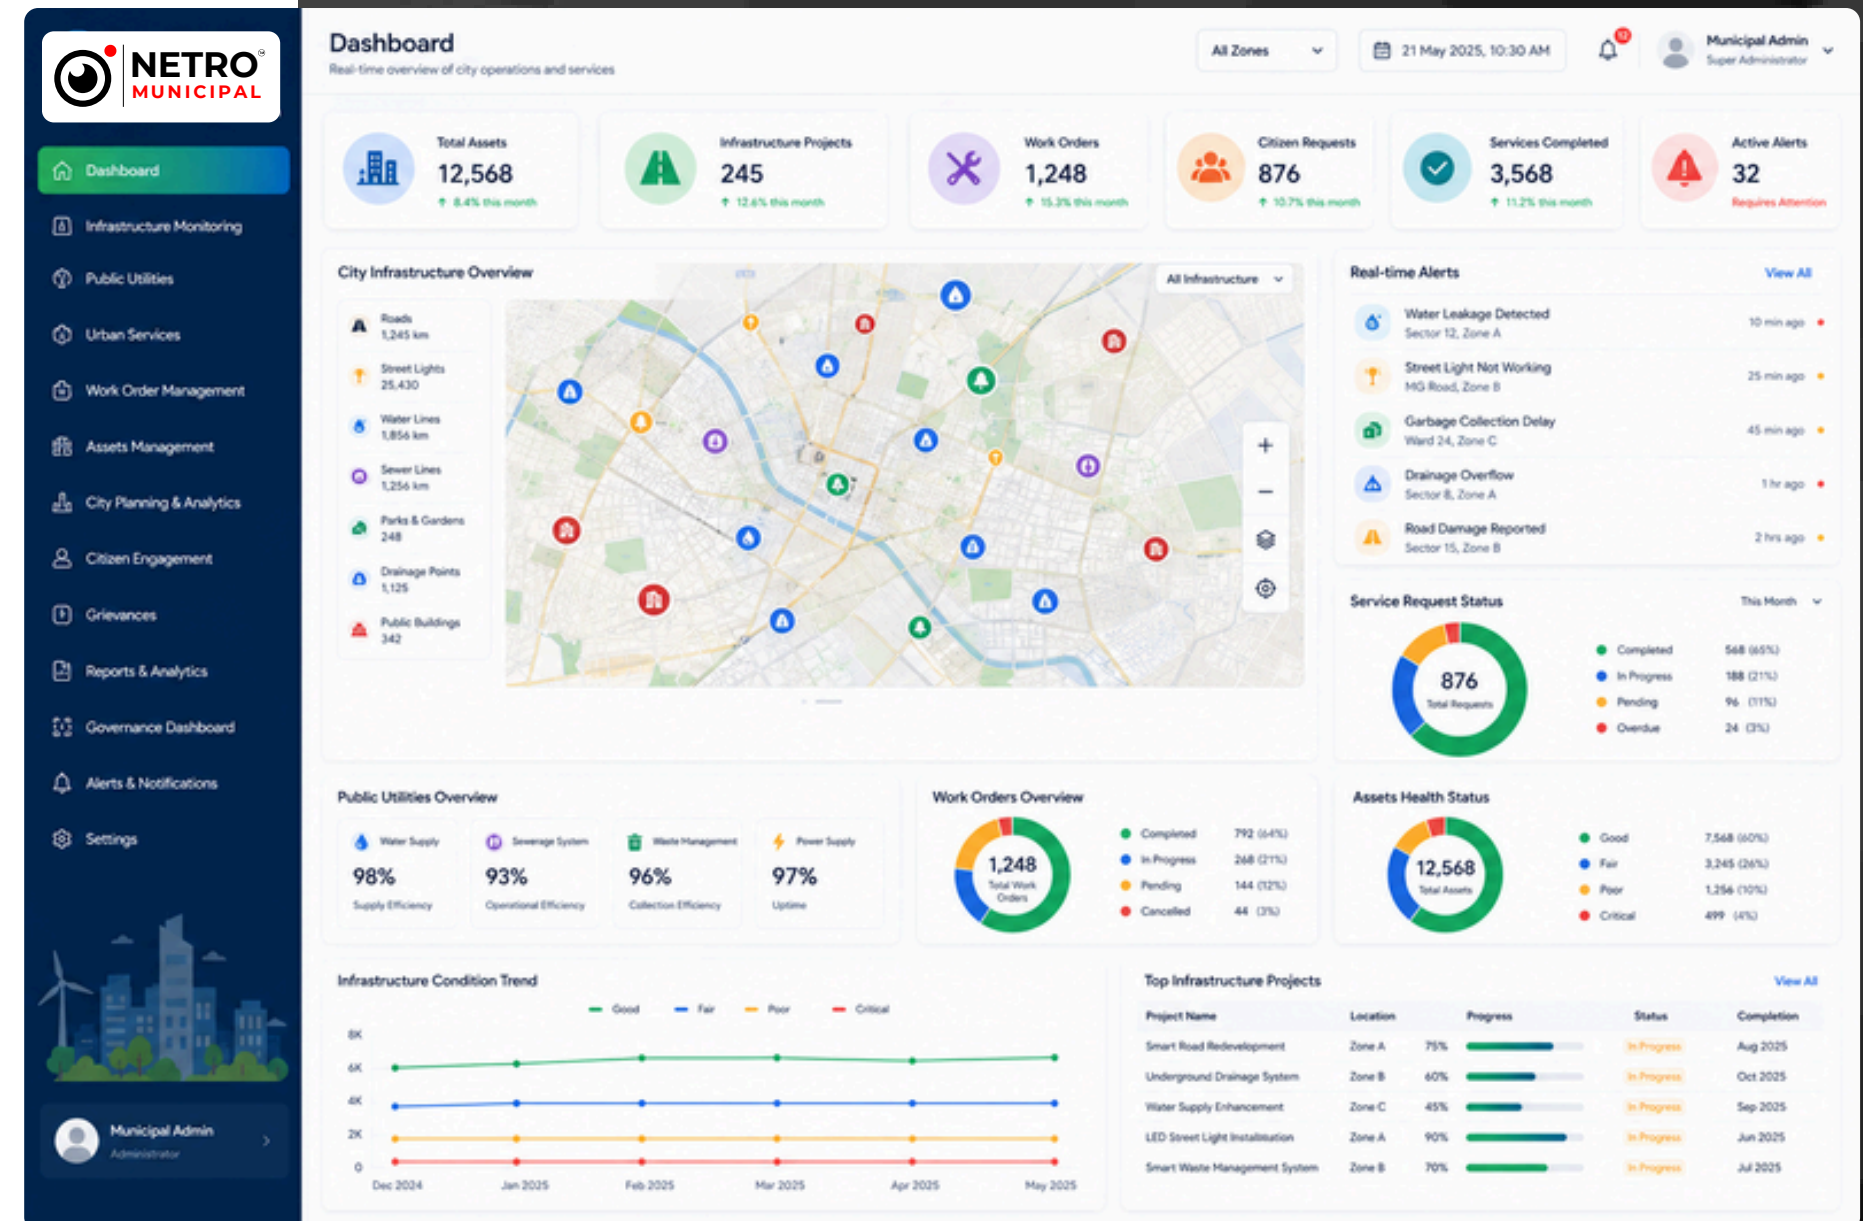 NETRO
MUNICIPAL
Dashboard
Infrastructure Monitoring
Public Utilities
Urban Services
Work Order Management
Assets Management
City Planning & Analytics
Citizen Engagement
Grievances
Reports & Analytics
Governance Dashboard
Alerts & Notifications
Settings
Municipal Admin
Administrator
Dashboard
Real-time overview of city operations and services
All Zones
21 May 2025, 10:30 AM
12
Municipal Admin
Super Administrator
Total Assets
12,568
↑ 8.4% this month
Infrastructure Projects
245
↑ 12.6% this month
Work Orders
1,248
↑ 15.3% this month
Citizen Requests
876
↑ 10.7% this month
Services Completed
3,568
↑ 11.2% this month
Active Alerts
32
Requires Attention
City Infrastructure Overview
All Infrastructure
Roads
1,245 km
Street Lights
25,430
Water Lines
1,856 km
Sewer Lines
1,256 km
Parks & Gardens
248
Drainage Points
1,125
Public Buildings
342
Real-time Alerts
View All
Water Leakage Detected
Sector 12, Zone A
10 min ago
Street Light Not Working
MG Road, Zone B
25 min ago
Garbage Collection Delay
Ward 24, Zone C
45 min ago
Drainage Overflow
Sector 8, Zone A
1 hr ago
Road Damage Reported
Sector 15, Zone B
2 hrs ago
Service Request Status
This Month
876
Total Requests
Completed 568 (65%)
In Progress 188 (21%)
Pending 96 (11%)
Overdue 24 (3%)
Public Utilities Overview
Water Supply
98%
Supply Efficiency
Sewerage System
93%
Operational Efficiency
Waste Management
96%
Collection Efficiency
Power Supply
97%
Uptime
Work Orders Overview
1,248
Total Work
Orders
Completed 792 (64%)
In Progress 268 (21%)
Pending 144 (12%)
Cancelled 44 (3%)
Assets Health Status
12,568
Total Assets
Good 7,568 (60%)
Fair 3,245 (26%)
Poor 1,256 (10%)
Critical 499 (4%)
Infrastructure Condition Trend
Good Fair Poor Critical
8K
6K
4K
2K
0
Dec 2024 Jan 2025 Feb 2025 Mar 2025 Apr 2025 May 2025
Top Infrastructure Projects
View All
Project Name Location Progress Status Completion
Smart Road Redevelopment Zone A 75% In Progress Aug 2025
Underground Drainage System Zone B 60% In Progress Oct 2025
Water Supply Enhancement Zone C 45% In Progress Sep 2025
LED Street Light Zone A 90% In Progress Jun 2025
Smart Waste Management System Zone B 70% In Progress Jul 2025